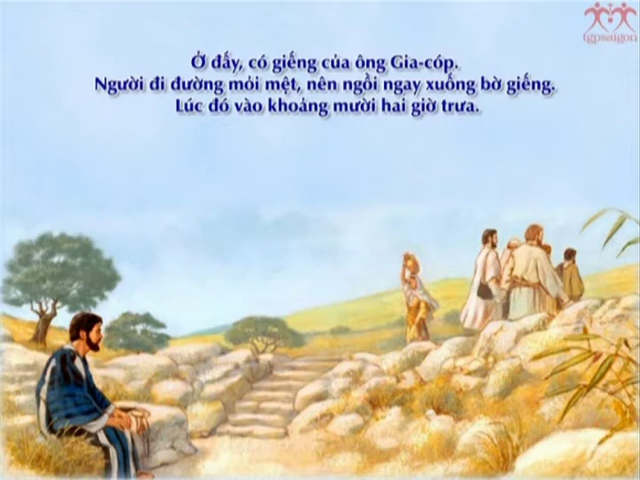 tgpsaigon
Ở đấy, có giếng của ông Gia-cóp.
Người đi đường mỏi mệt, nên ngồi ngay xuống bờ giếng.
Lúc đó vào khoảng mười hai giờ trưa.